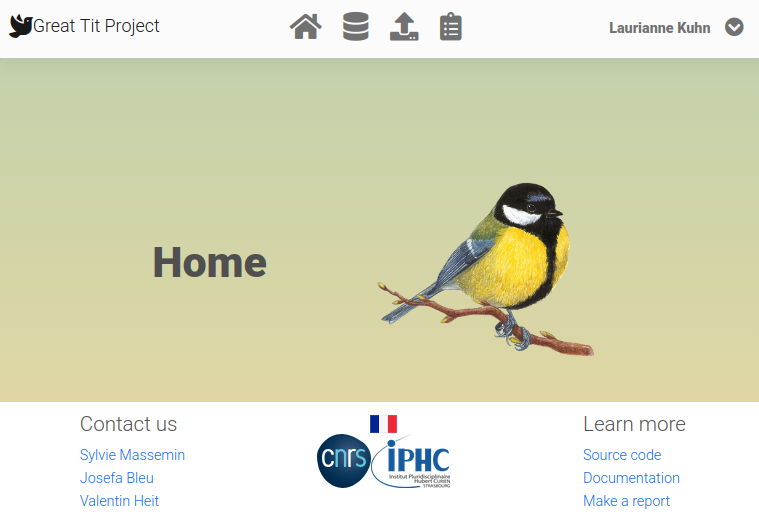 Great Tit Project
Laurianne Kuhn
Home
Contact us
Sylvie Massemin
Josefa Bleu
Valentin Heit
cnrs
iPHC
Institut Pluridisciplinaire
Hubert CURIEN
STRASBOURG
Learn more
Source code
Documentation
Make a report